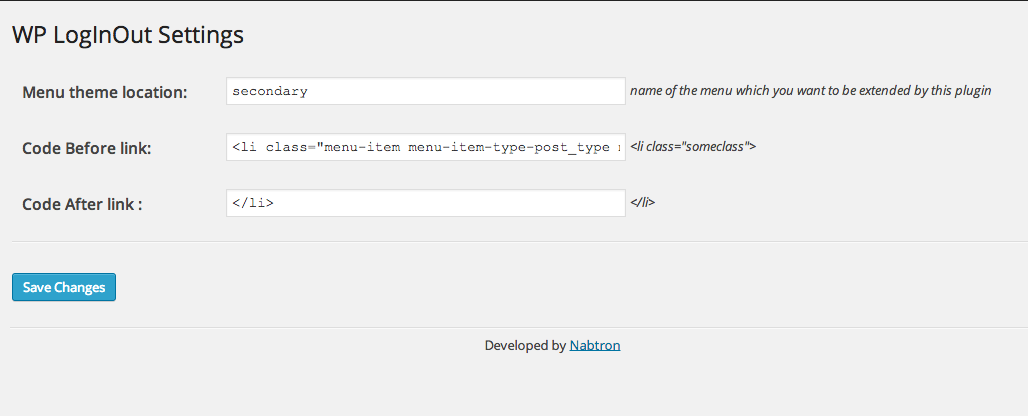 WP LogInOut Settings
Menu theme location: secondary name of the menu which you want to be extended by this plugin
Code Before link: <li class="menu-item menu-item-type-post_type <li class="someclass">
Code After link : </li> </li>
Save Changes
Developed by Nabtron